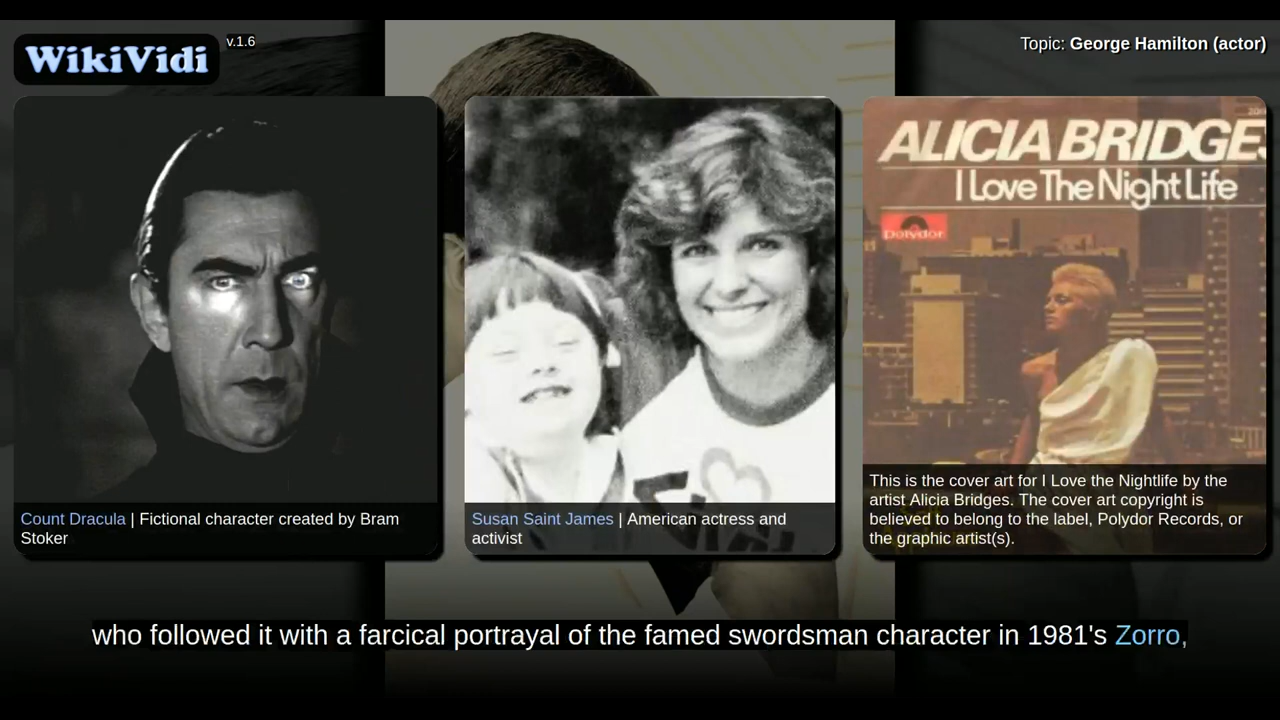 WikiVidi
v.1.6
Topic: George Hamilton (actor)
ALICIA BRIDGES
I Love The Night Life
polydor
Count Dracula | Fictional character created by Bram
Stoker
Susan Saint James | American actress and
activist
This is the cover art for I Love the Nightlife by the
artist Alicia Bridges. The cover art copyright is
believed to belong to the label, Polydor Records, or
the graphic artist(s).
who followed it with a farcical portrayal of the famed swordsman character in 1981's Zorro,